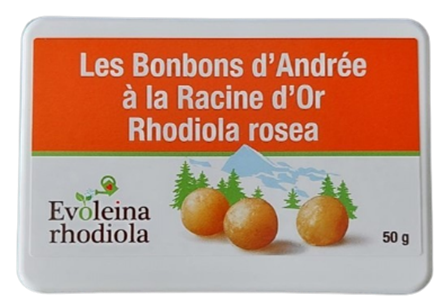 Les Bonbons d'Andrée
à la Racine d'Or
Rhodiola rosea
Evoleina
rhodiola
50 g